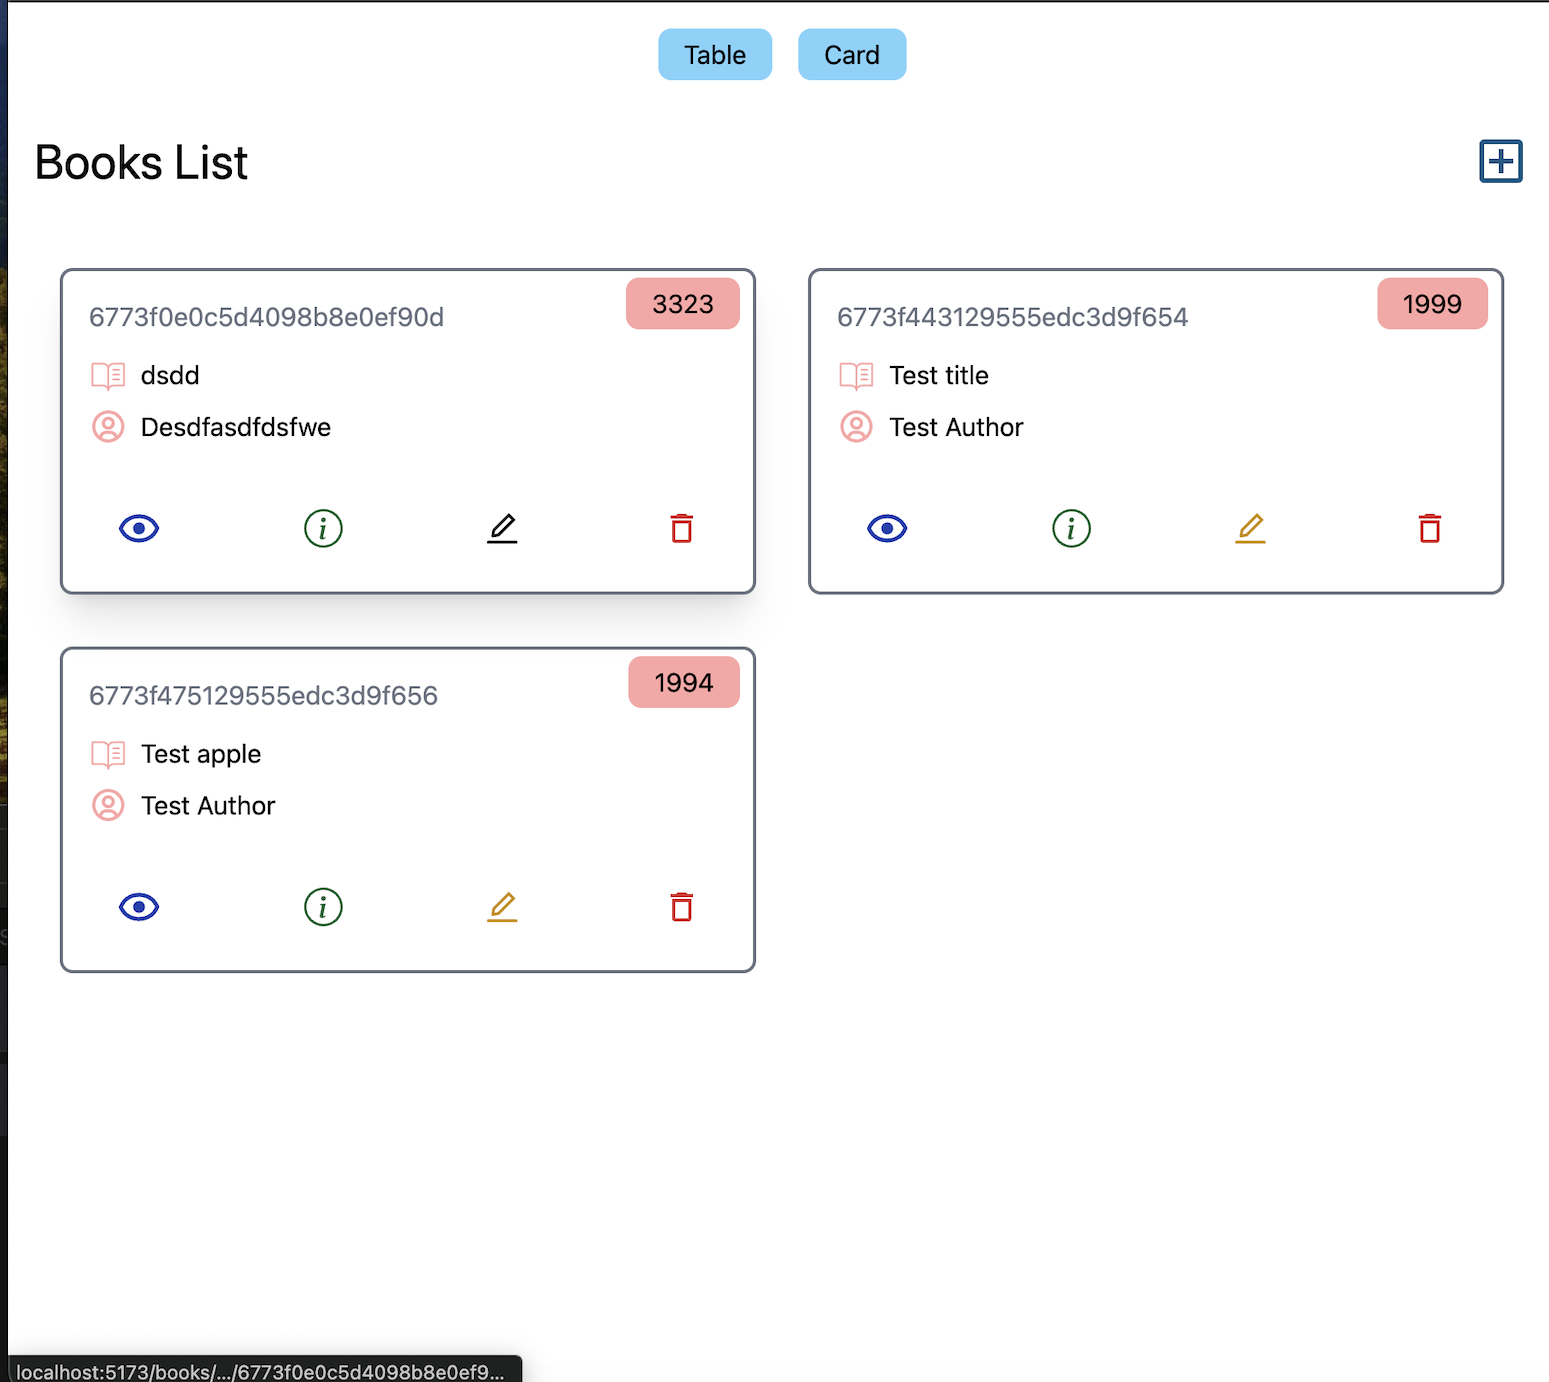 Table Card
Books List
6773f0e0c5d4098b8e0ef90d 3323
dsdd
Desdfasdfdsfwe
6773f443129555edc3d9f654 1999
Test title
Test Author
6773f475129555edc3d9f656 1994
Test apple
Test Author
localhost:5173/books/.../6773f0e0c5d4098b8e0ef9...